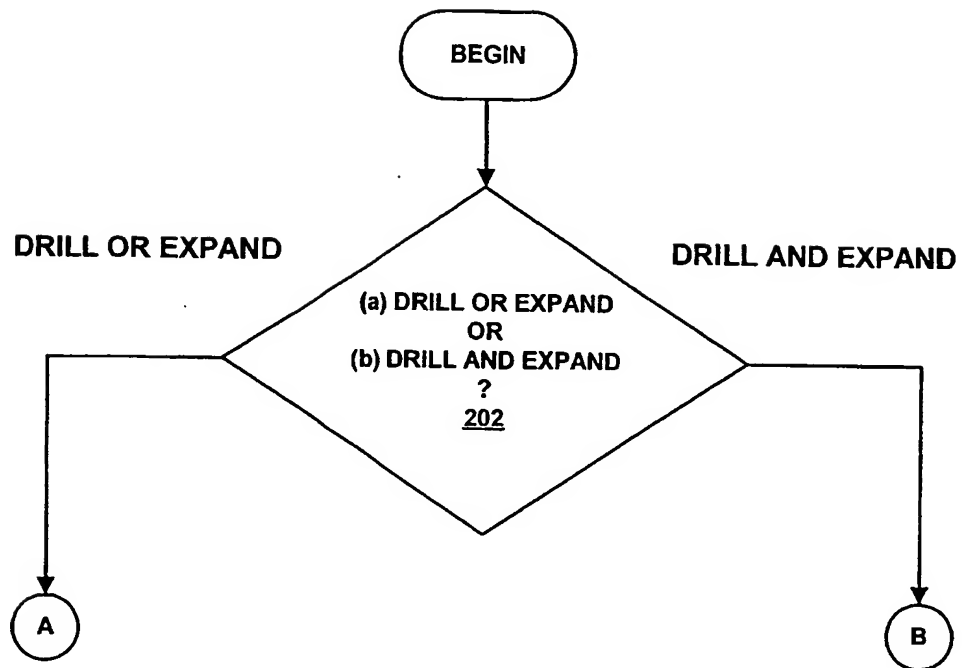 BEGIN
DRILL OR EXPAND
DRILL AND EXPAND
(a) DRILL OR EXPAND
OR
(b) DRILL AND EXPAND
?
202
A
B